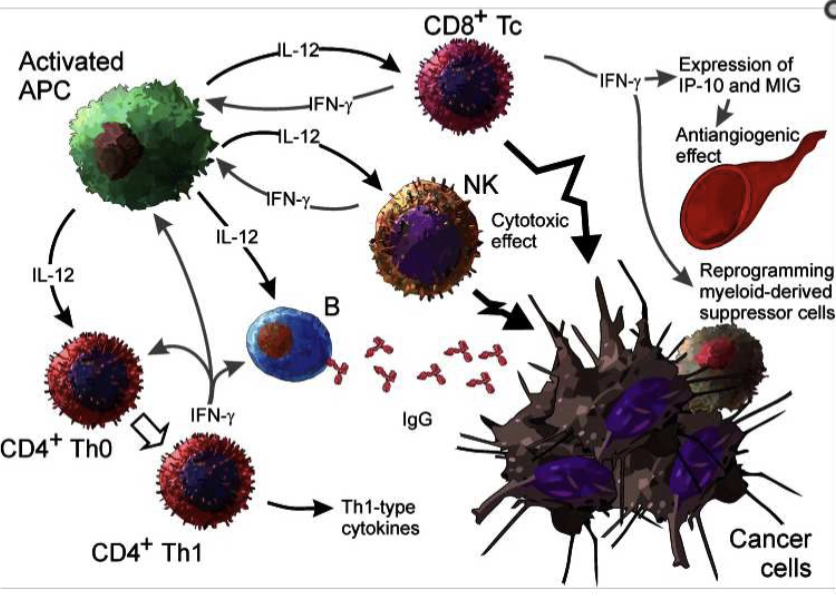 CD8+ Tc
Activated
APC
IL-12
IFN-γ
IFN-γ
Expression of
IP-10 and MIG
Antiangiogenic
effect
IL-12
IFN-γ
NK
Cytotoxic
effect
IL-12
IL-12
Reprogramming
myeloid-derived
suppressor cells
B
IFN-γ
IgG
CD4+ Th0
Th1-type
cytokines
CD4+ Th1
Cancer
cells